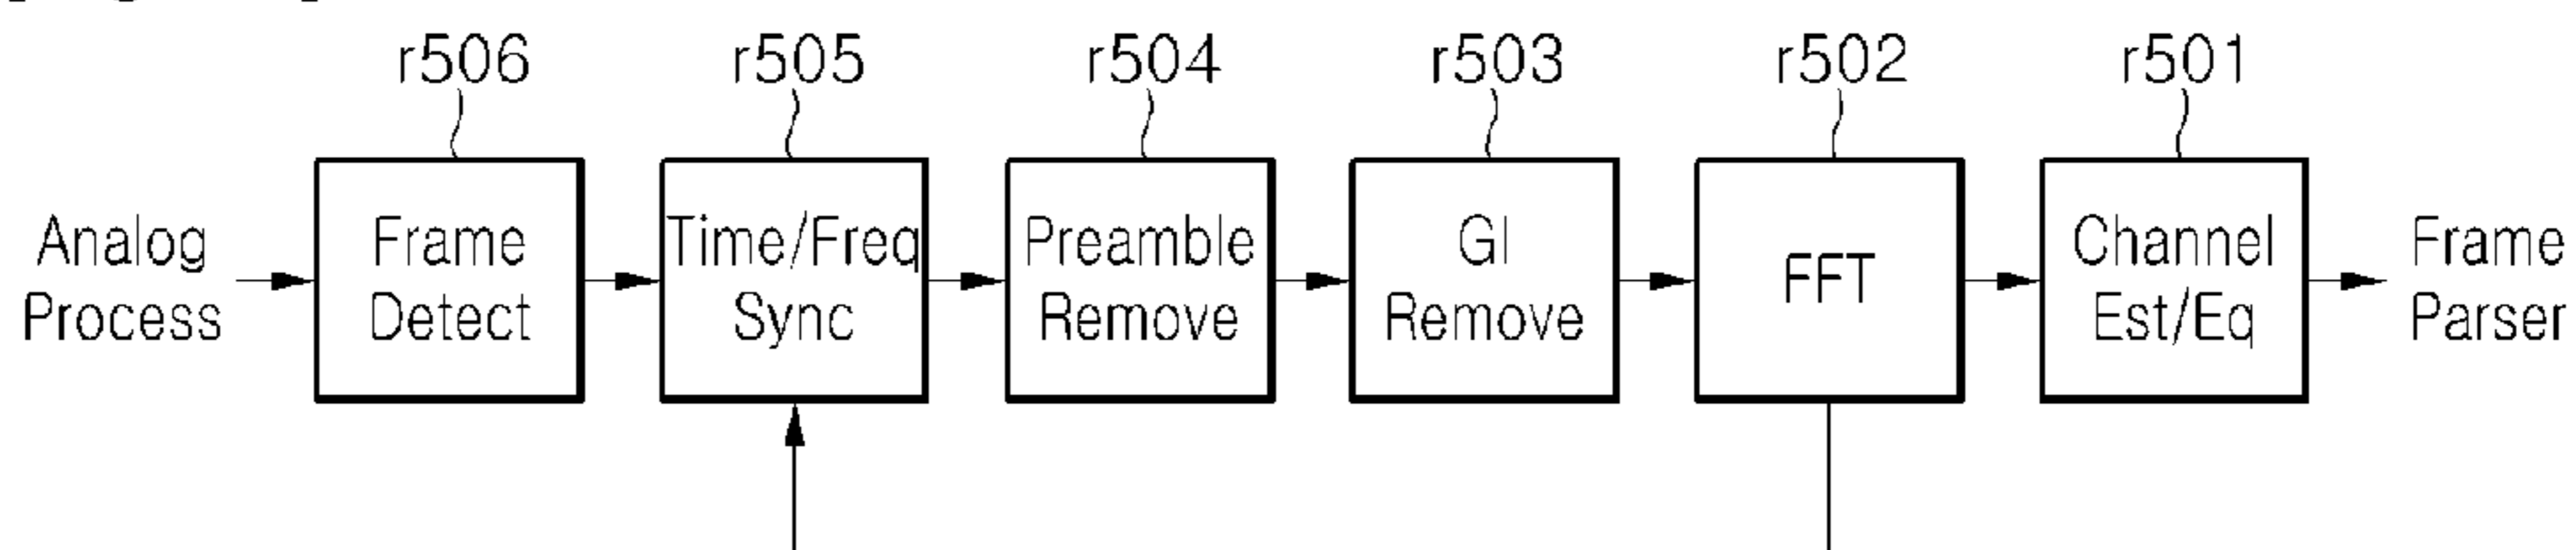 r506 r505 r504 r503 r502 r501
Analog
Process
Frame
Detect
Time/Freq
Sync
Preamble
Remove
GI
Remove
FFT
Channel
Est/Eq
Frame
Parser